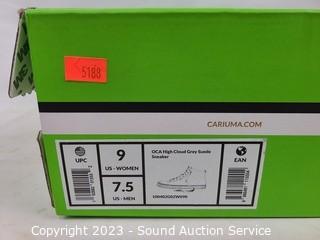 5188
CARIUMA.COM
UPC
9
US - WOMEN
7.5
US - MEN
OCA High Cloud Grey Suede
Sneaker
EAN
Copyright © 2023 - Sound Auction Service